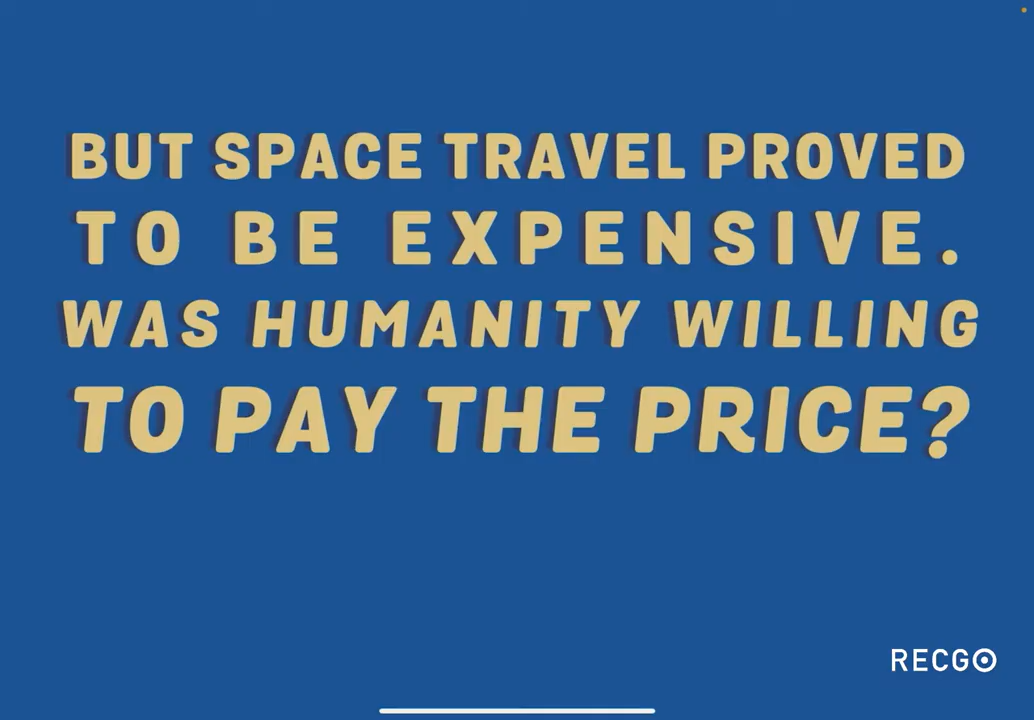 BUT SPACE TRAVEL PROVED
TO BE EXPENSIVE.
WAS HUMANITY WILLING
TO PAY THE PRICE?
RECGO